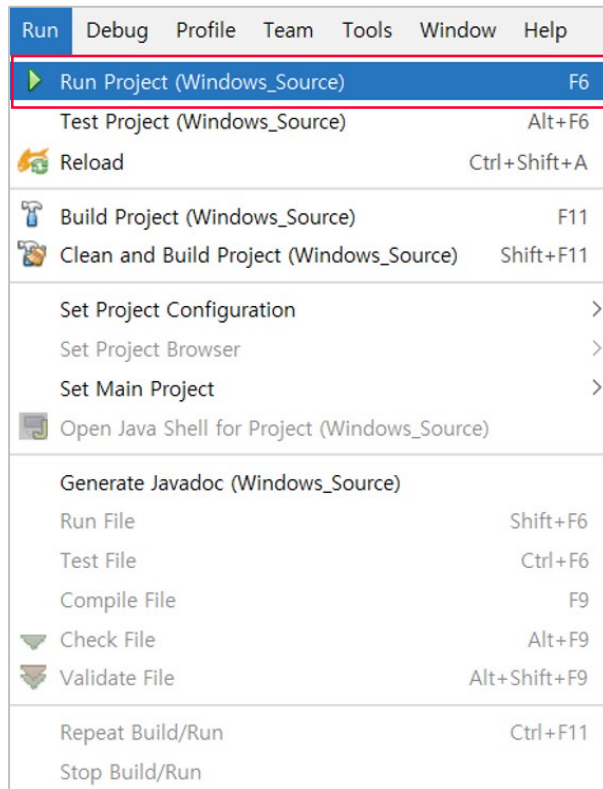 Run Debug Profile Team Tools Window Help
Run Project (Windows_Source) F6
Test Project (Windows_Source) Alt+F6
Reload Ctrl+Shift+A
Build Project (Windows_Source) F11
Clean and Build Project (Windows_Source) Shift+F11
Set Project Configuration
Set Project Browser
Set Main Project
Open Java Shell for Project (Windows_Source)
Generate Javadoc (Windows_Source)
Run File Shift+F6
Test File Ctrl+F6
Compile File F9
Check File Alt+F9
Validate File Alt+Shift+F9
Repeat Build/Run Ctrl+F11
Stop Build/Run